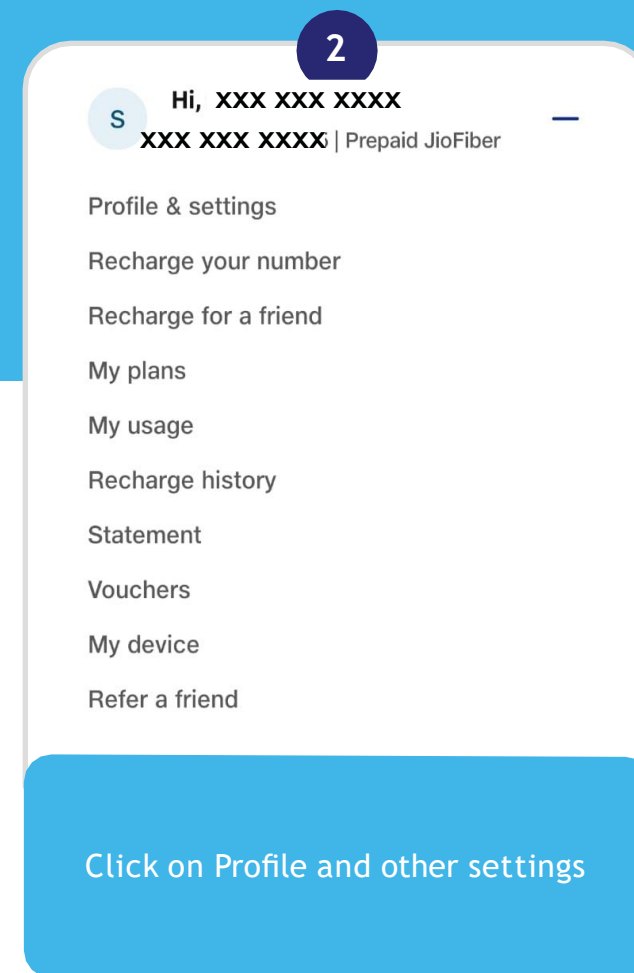 2
S
Hi, XXX XXX XXXX
XXX XXX XXXX | Prepaid JioFiber
Profile & settings
Recharge your number
Recharge for a friend
My plans
My usage
Recharge history
Statement
Vouchers
My device
Refer a friend
Click on Profile and other settings